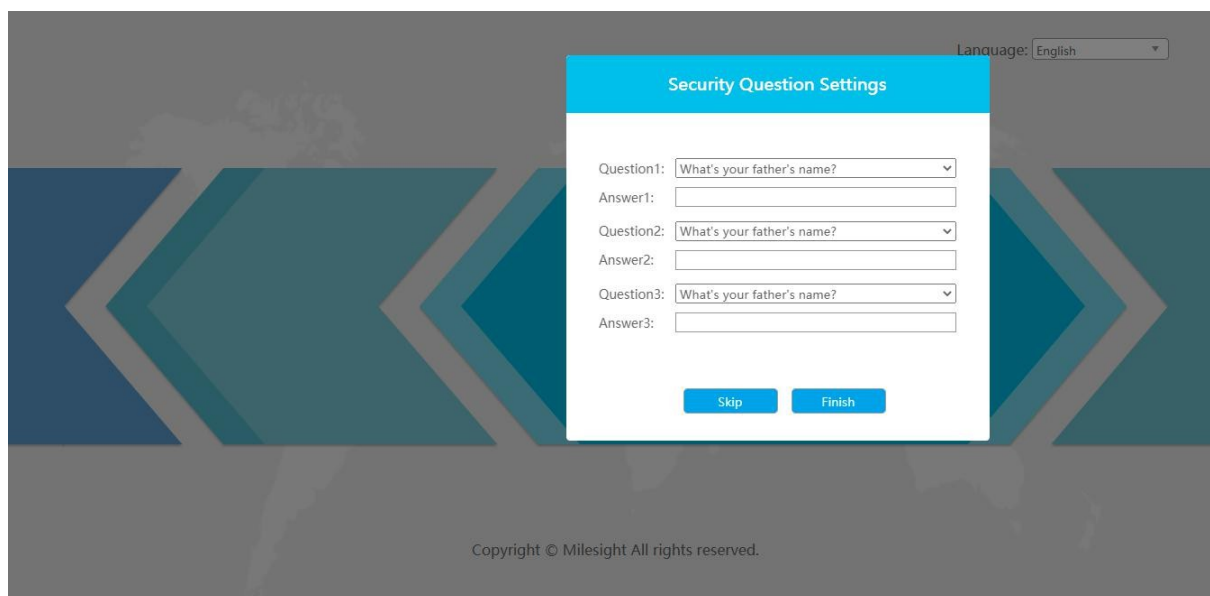 Language: English
Security Question Settings
Question1: What's your father's name?
Answer1:
Question2: What's your father's name?
Answer2:
Question3: What's your father's name?
Answer3:
Skip Finish
Copyright © Milesight All rights reserved.